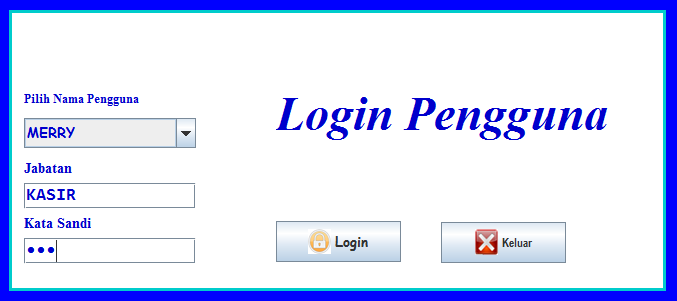 Pilih Nama Pengguna
MERRY
Jabatan
KASIR
Kata Sandi
•••
Login Pengguna
Login
Keluar